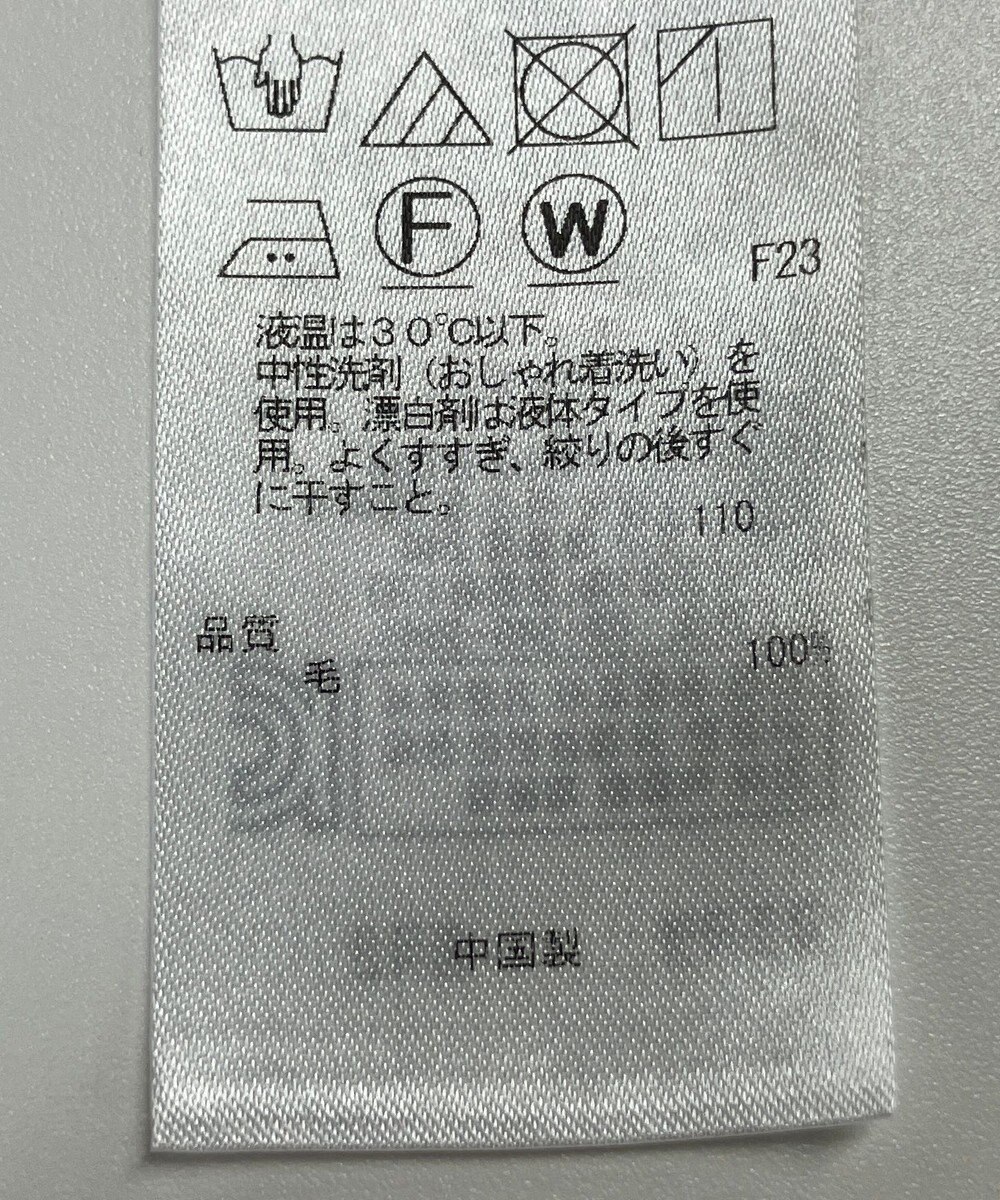 F W F23
液温は３０℃以下。
中性洗剤（おしゃれ着洗い）を
使用。漂白剤は液体タイプを使
用。よくすすぎ、絞りの後すぐ
に干すこと。
110
品質
毛 100%
中国製